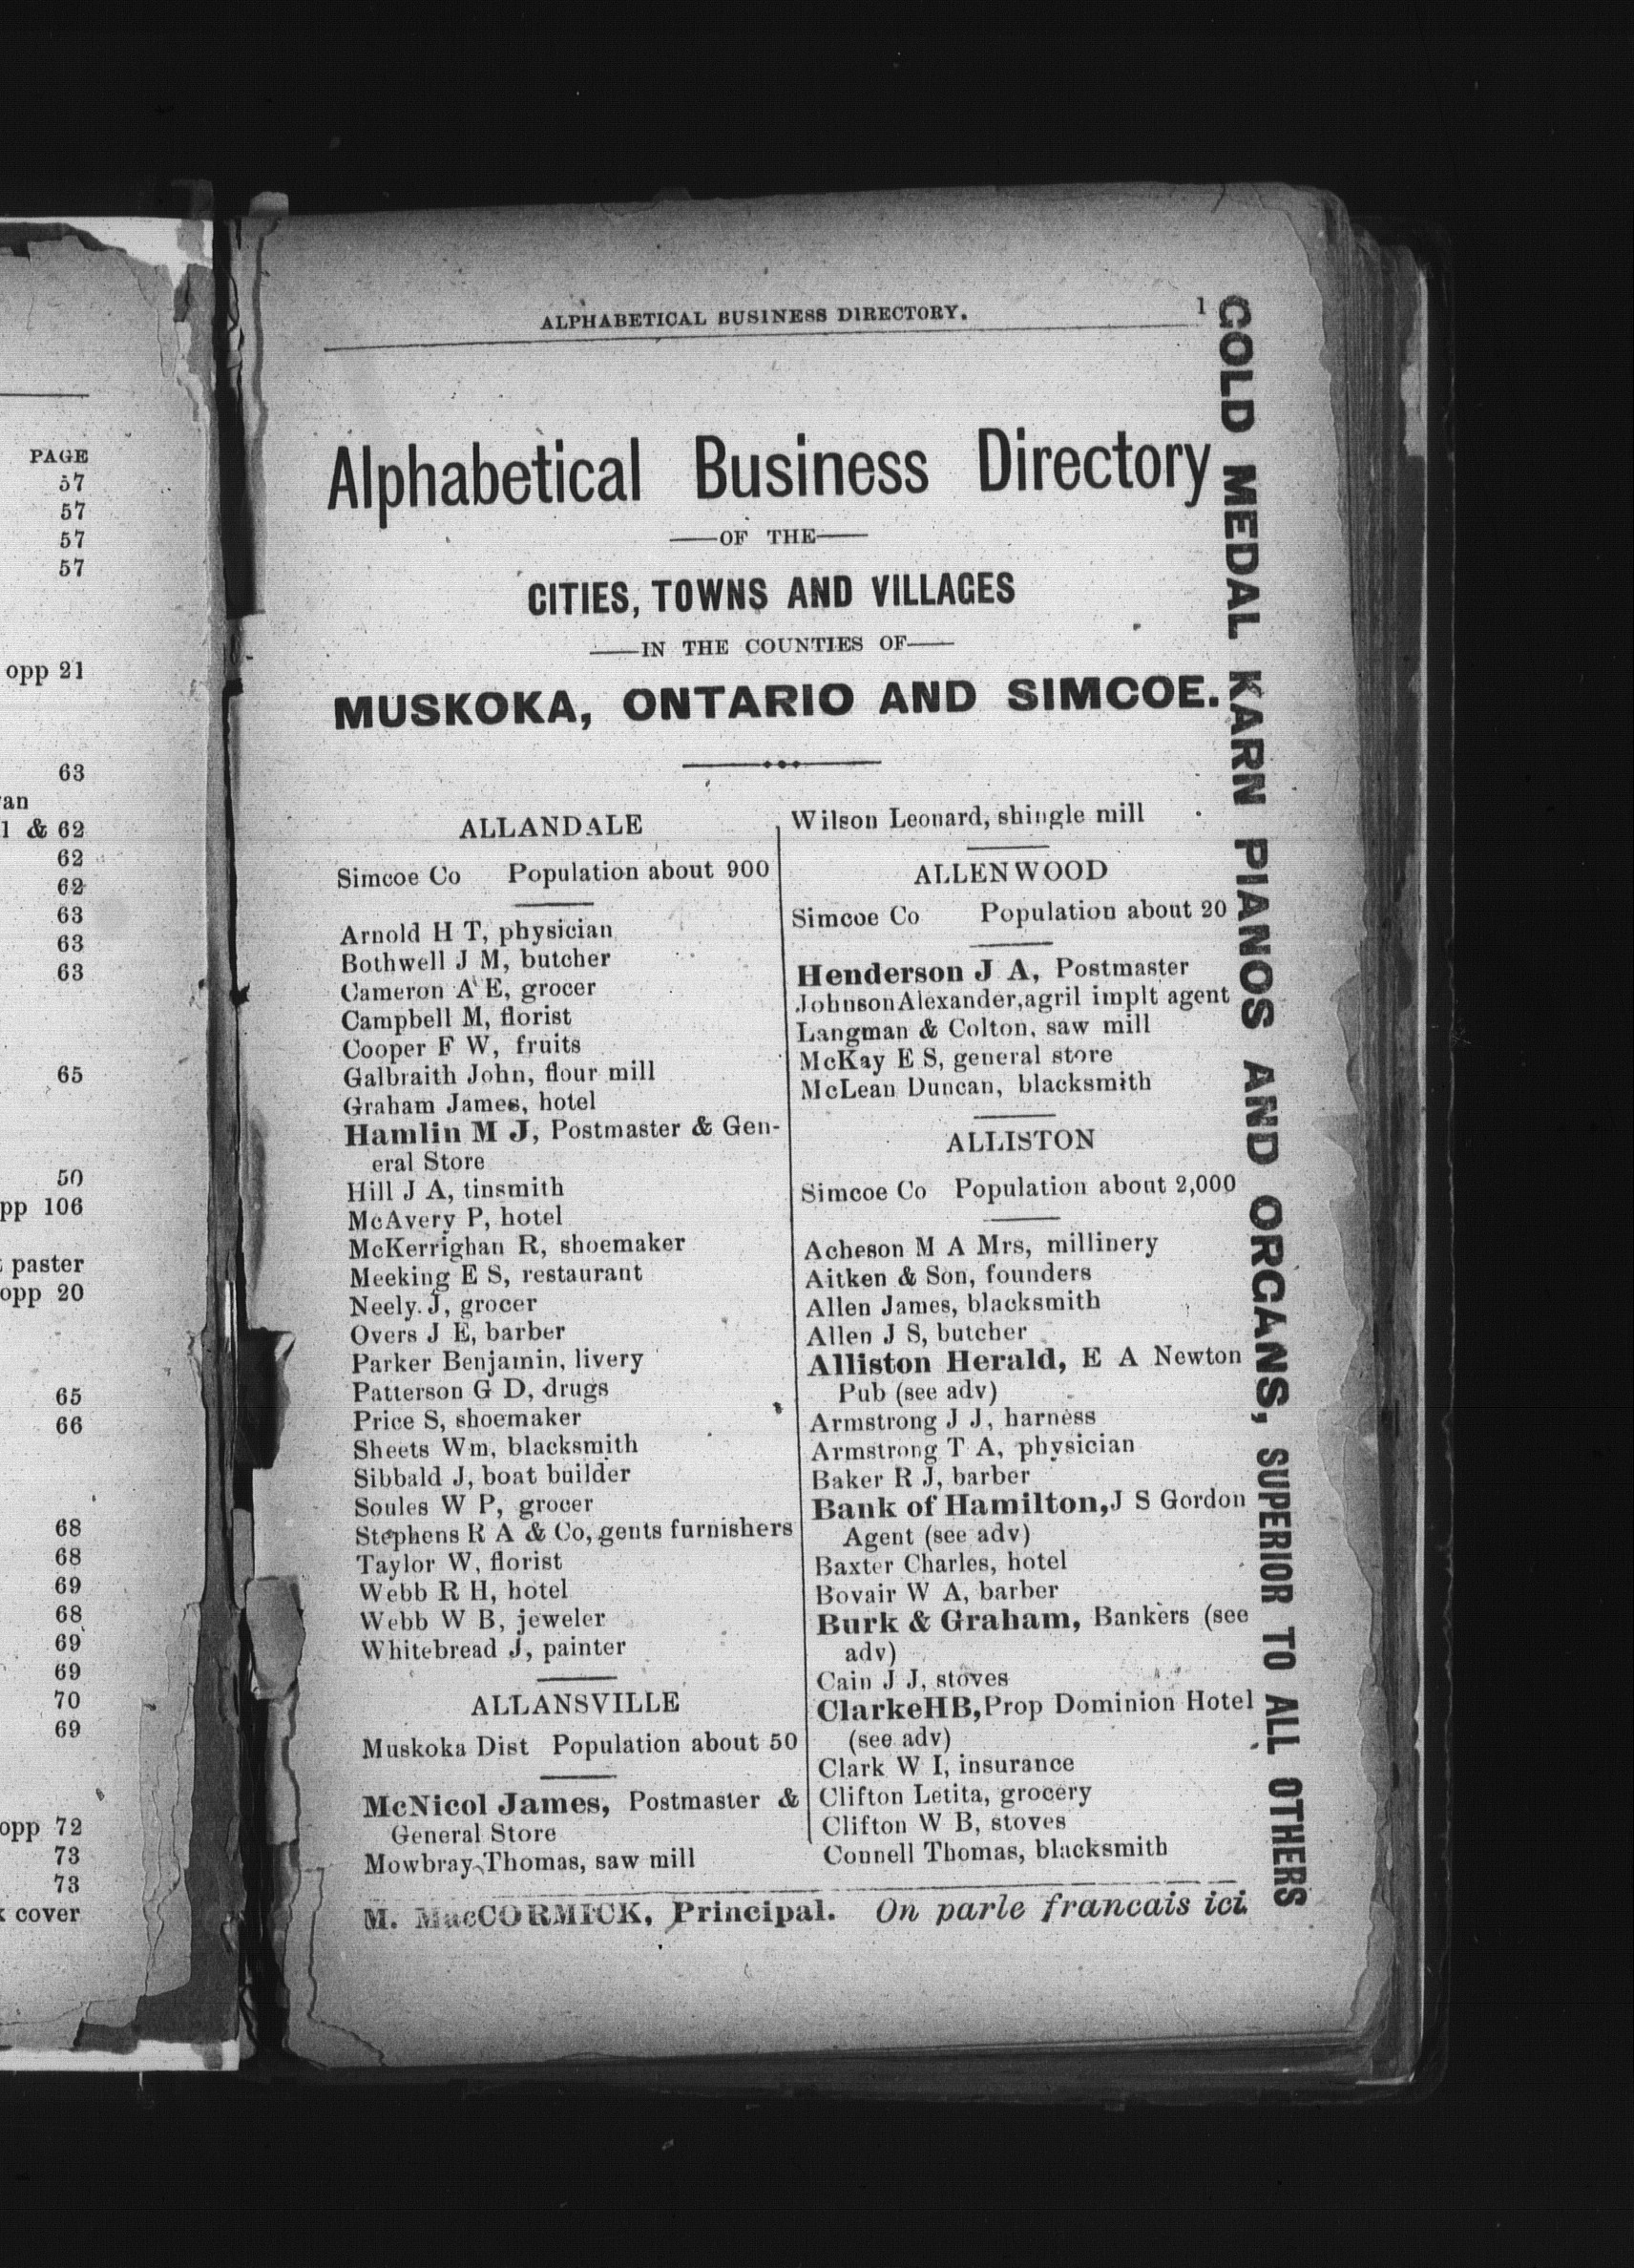 PAGE
57
57
57
57
opp 21
63
& 62
62
62
63
63
63
65
50
106
paster
opp 20
65
66
68
68
69
68
69
69
70
69
opp 72
73
73
cover
ALPHABETICAL BUSINESS DIRECTORY. 1
Alphabetical Business Directory
—OF THE—
CITIES, TOWNS AND VILLAGES
—IN THE COUNTIES OF—
MUSKOKA, ONTARIO AND SIMCOE.
ALLANDALE
Simcoe Co Population about 900
Arnold H T, physician
Bothwell J M, butcher
Cameron A E, grocer
Campbell M, florist
Cooper F W, fruits
Galbraith John, flour mill
Graham James, hotel
Hamlin M J, Postmaster & Gen-
eral Store
Hill J A, tinsmith
McAvery P, hotel
McKerrighan R, shoemaker
Meeking E S, restaurant
Neely. J, grocer
Overs J E, barber
Parker Benjamin, livery
Patterson G D, drugs
Price S, shoemaker
Sheets Wm, blacksmith
Sibbald J, boat builder
Soules W P, grocer
Stephens R A & Co, gents furnishers
Taylor W, florist
Webb R H, hotel
Webb W B, jeweler
Whitebread J, painter
ALLANSVILLE
Muskoka Dist Population about 50
McNicol James, Postmaster &
General Store
Mowbray Thomas, saw mill
Wilson Leonard, shingle mill
ALLENWOOD
Simcoe Co Population about 20
Henderson J A, Postmaster
Johnson Alexander, agril implt agent
Langman & Colton, saw mill
McKay E S, general store
McLean Duncan, blacksmith
ALLISTON
Simcoe Co Population about 2,000
Acheson M A Mrs, millinery
Aitken & Son, founders
Allen James, blacksmith
Allen J S, butcher
Alliston Herald, E A Newton
Pub (see adv)
Armstrong J J, harness
Armstrong T A, physician
Baker R J, barber
Bank of Hamilton, J S Gordon
Agent (see adv)
Baxter Charles, hotel
Bovair W A, barber
Burk & Graham, Bankers (see
adv)
Cain J J, stoves
Clarke H B, Prop Dominion Hotel
(see adv)
Clark W I, insurance
Clifton Letita, grocery
Clifton W B, stoves
Connell Thomas, blacksmith
M. MacCORMICK, Principal. On parle francais ici.
GOLD MEDAL KARN PIANOS AND ORGANS, SUPERIOR TO ALL OTHERS